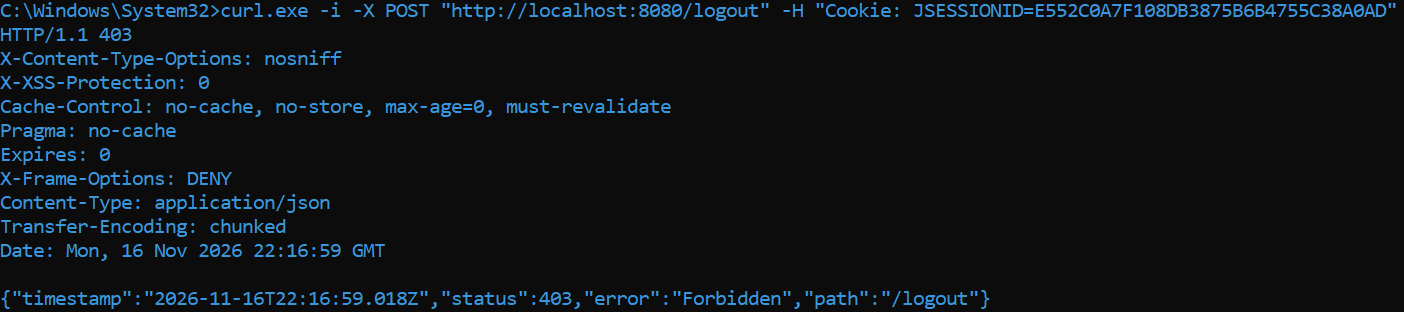 C:\Windows\System32>curl.exe -i -X POST "http://localhost:8080/logout" -H "Cookie: JSESSIONID=E552C0A7F108DB3875B6B4755C38A0AD"
HTTP/1.1 403
X-Content-Type-Options: nosniff
X-XSS-Protection: 0
Cache-Control: no-cache, no-store, max-age=0, must-revalidate
Pragma: no-cache
Expires: 0
X-Frame-Options: DENY
Content-Type: application/json
Transfer-Encoding: chunked
Date: Mon, 16 Nov 2026 22:16:59 GMT
{"timestamp":"2026-11-16T22:16:59.018Z","status":403,"error":"Forbidden","path":"/logout"}